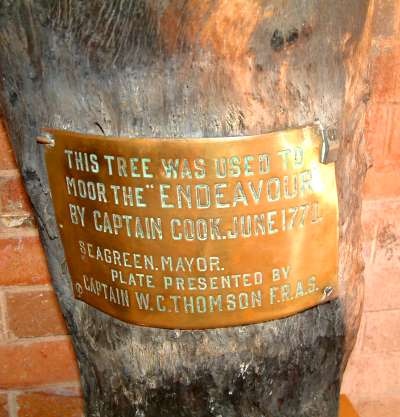 THIS TREE WAS USED TO
MOOR THE "ENDEAVOUR"
BY CAPTAIN COOK. JUNE 1771.
SEAGREEN. MAYOR.
PLATE PRESENTED BY
CAPTAIN W. C. THOMSON F.R.A.S.